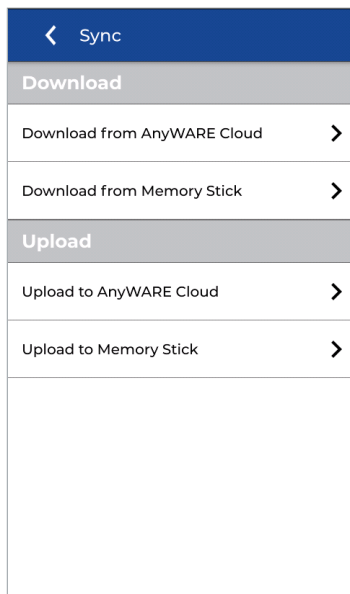 Sync
Download
Download from AnyWARE Cloud
Download from Memory Stick
Upload
Upload to AnyWARE Cloud
Upload to Memory Stick